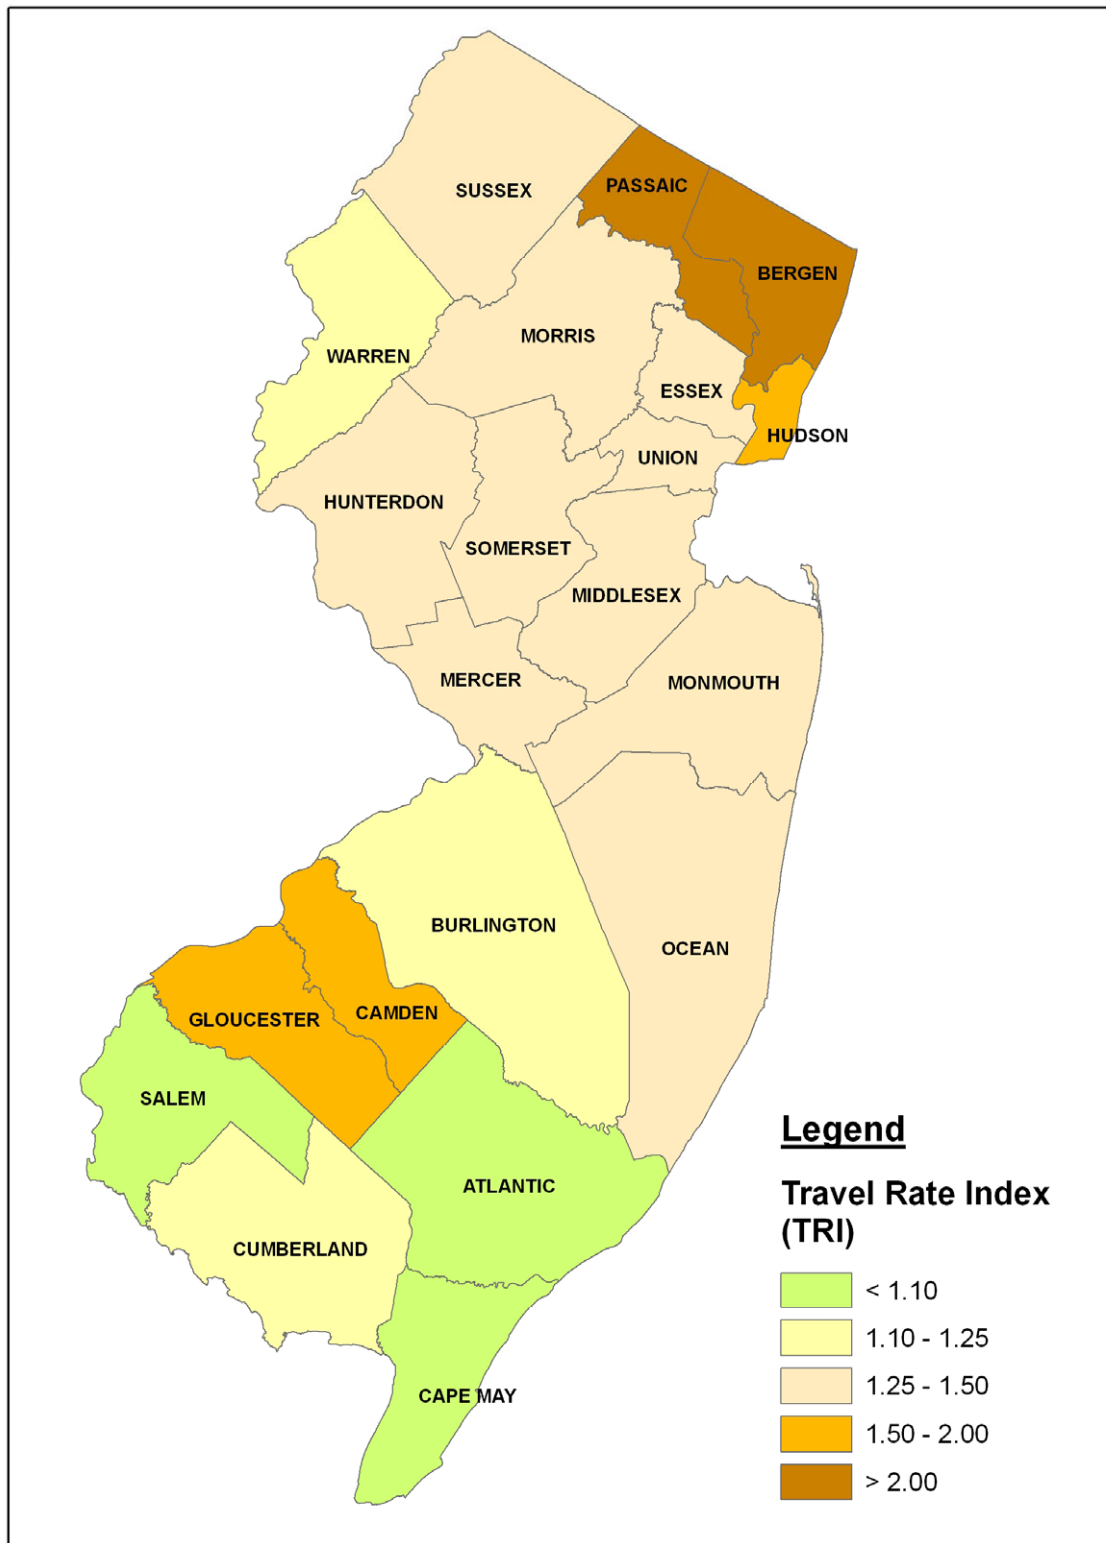 SUSSEX
PASSAIC
BERGEN
WARREN
MORRIS
ESSEX
HUDSON
UNION
HUNTERDON
SOMERSET
MIDDLESEX
MERCER
MONMOUTH
BURLINGTON
OCEAN
GLOUCESTER
CAMDEN
SALEM
ATLANTIC
CUMBERLAND
CAPE MAY
Legend
Travel Rate Index
(TRI)
< 1.10
1.10 - 1.25
1.25 - 1.50
1.50 - 2.00
> 2.00